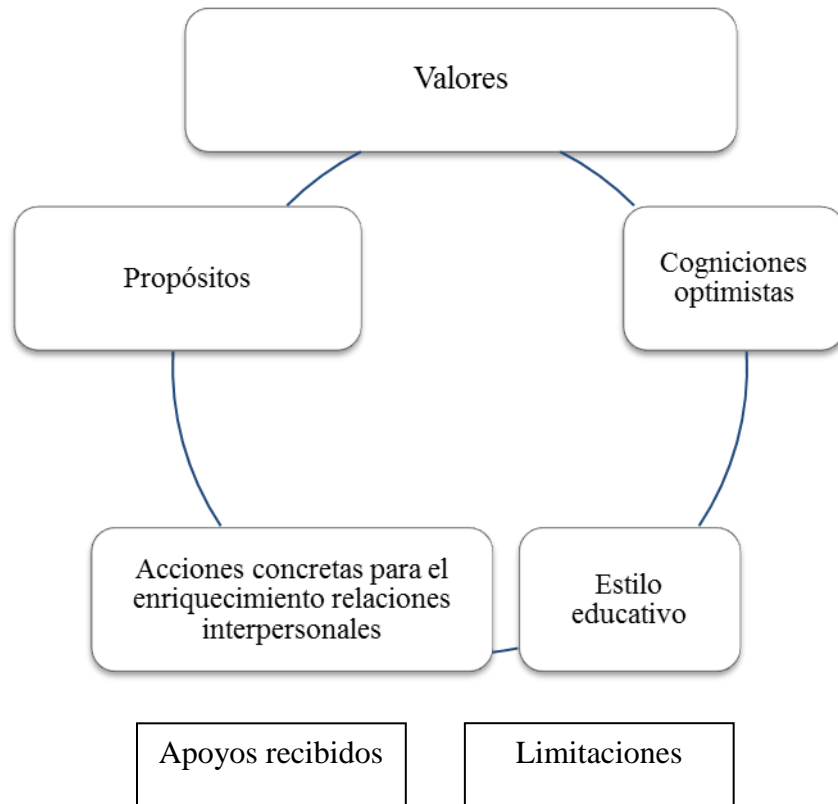 Valores
Propósitos
Cogniciones
optimistas
Acciones concretas para el
enriquecimiento relaciones
interpersonales
Estilo
educativo
Apoyos recibidos
Limitaciones